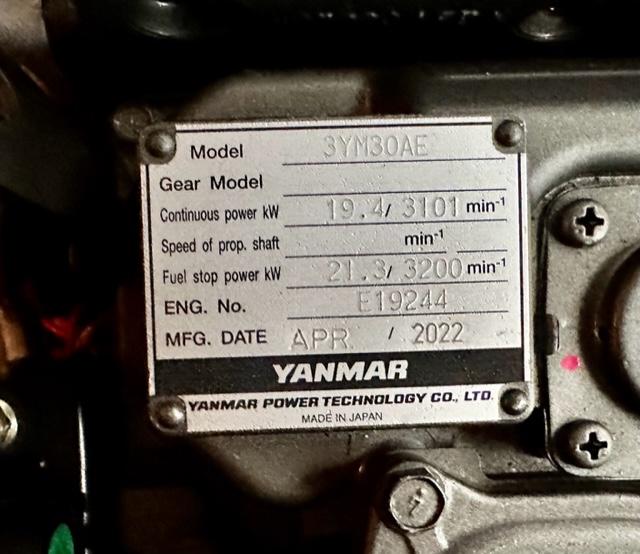 Model 3YM30AE
Gear Model
Continuous power kW 19.4/ 3101 min⁻¹
Speed of prop. shaft min⁻¹
Fuel stop power kW 21.3/ 3200 min⁻¹
ENG. No. E19244
MFG. DATE APR / 2022
YANMAR
YANMAR POWER TECHNOLOGY CO., LTD.
MADE IN JAPAN